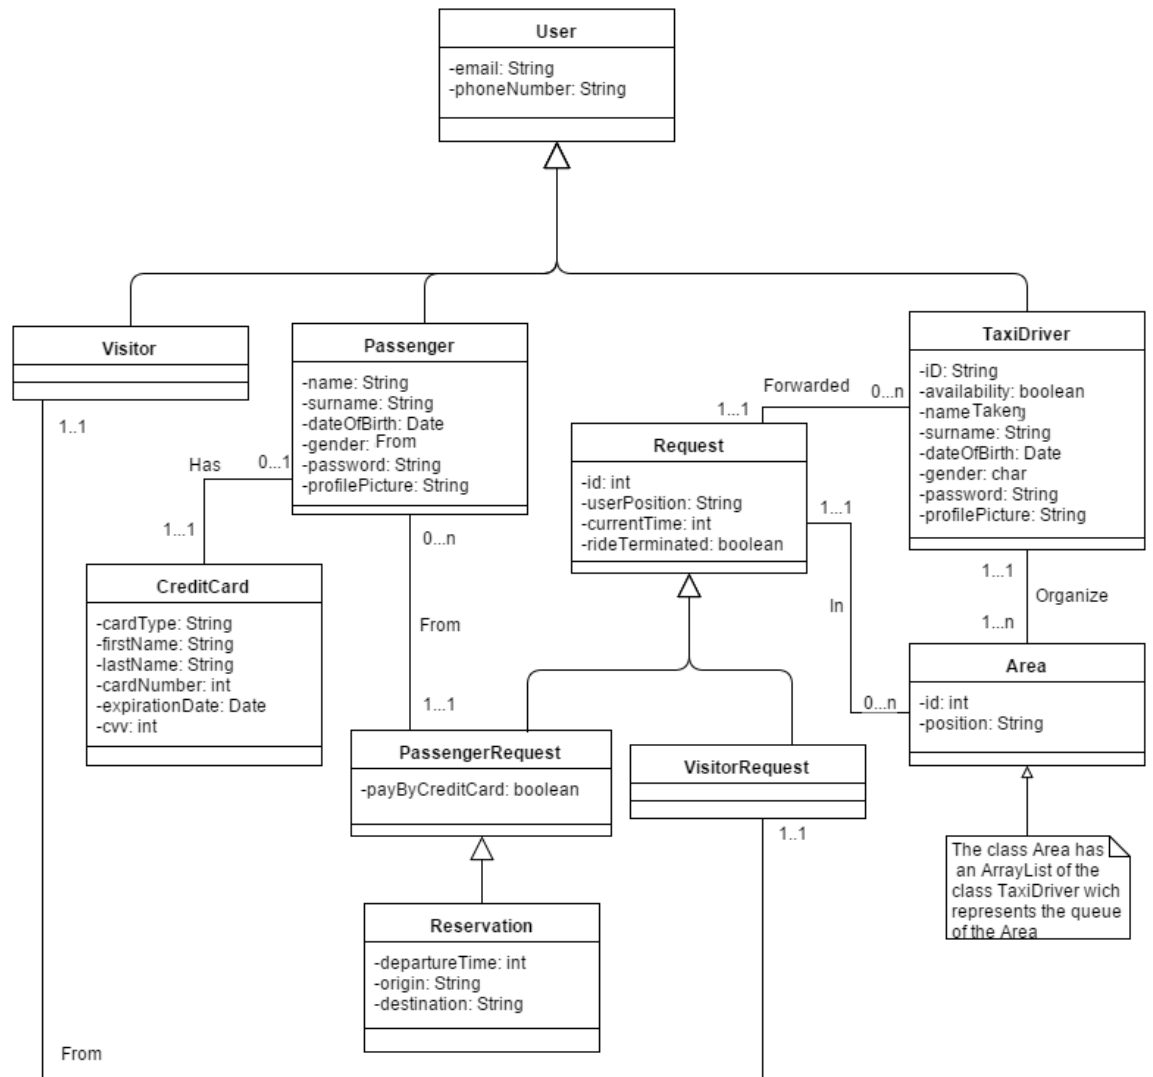 User
-email: String
-phoneNumber: String
Visitor
1..1
Passenger
-name: String
-surname: String
-dateOfBirth: Date
-gender: From
-password: String
-profilePicture: String
TaxiDriver
-iD: String
-availability: boolean
-name Taken
-surname: String
-dateOfBirth: Date
-gender: char
-password: String
-profilePicture: String
Forwarded
0...n
1...1
Request
-id: int
-userPosition: String
-currentTime: int
-rideTerminated: boolean
Has
0...1
1...1
CreditCard
-cardType: String
-firstName: String
-lastName: String
-cardNumber: int
-expirationDate: Date
-cvv: int
0...n
From
1...1
1...1
In
0...n
1...1
Organize
1...n
Area
-id: int
-position: String
PassengerRequest
-payByCreditCard: boolean
VisitorRequest
1..1
The class Area has
an ArrayList of the
class TaxiDriver wich
represents the queue
of the Area
Reservation
-departureTime: int
-origin: String
-destination: String
From